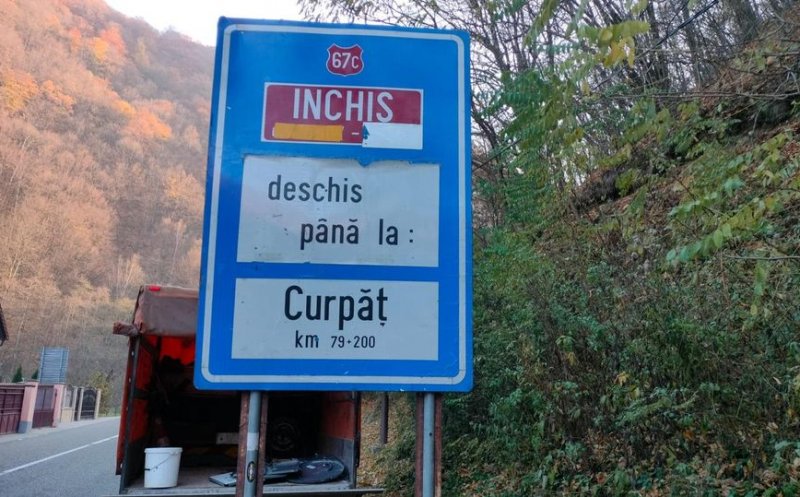 67C
INCHIS
-
deschis
până la :
Curpăț
km 79+200